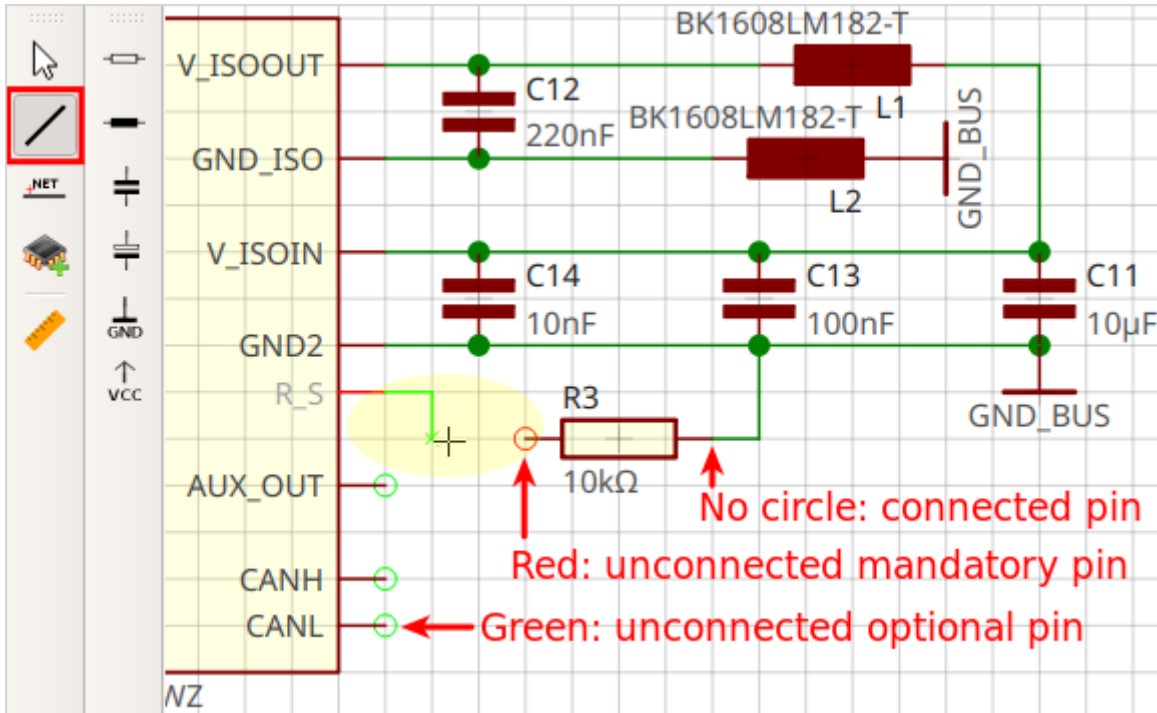 BK1608LM182-T
V_ISOOUT
C12
L1
220nF
BK1608LM182-T
GND_BUS
NET
GND_ISO
L2
V_ISOIN
C14
C13
C11
10nF
100nF
10µF
GND
GND2
VCC
R_S
R3
GND_BUS
10kΩ
AUX_OUT
No circle: connected pin
Red: unconnected mandatory pin
CANH
CANL
Green: unconnected optional pin
WZ